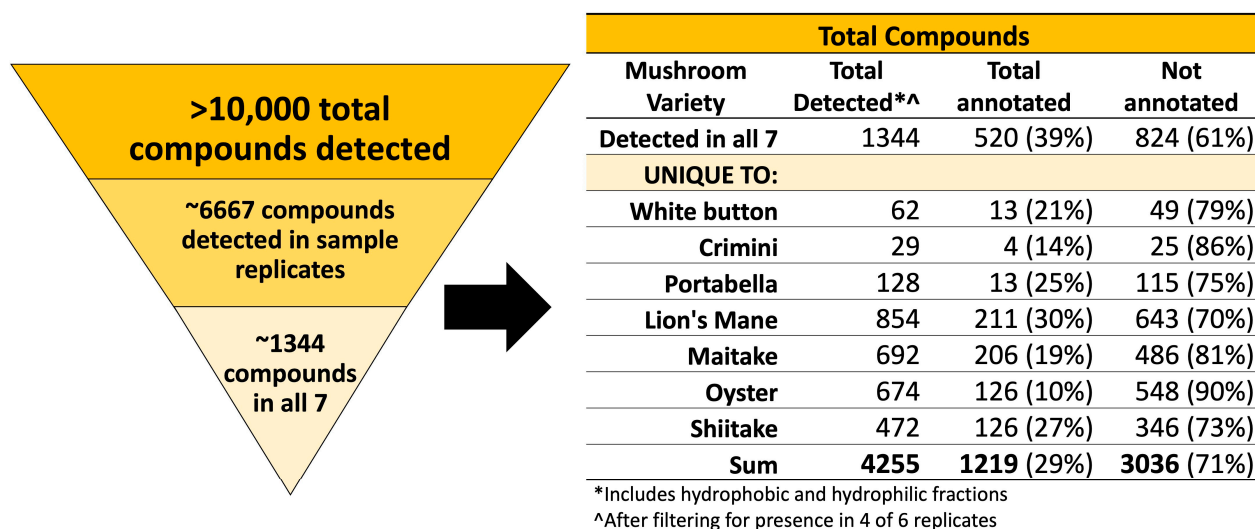 >10,000 total
compounds detected
~6667 compounds
detected in sample
replicates
~1344
compounds
in all 7
Total Compounds
Mushroom Variety Total Detected*^ Total annotated Not annotated
Detected in all 7 1344 520 (39%) 824 (61%)
UNIQUE TO:
White button 62 13 (21%) 49 (79%)
Crimini 29 4 (14%) 25 (86%)
Portabella 128 13 (25%) 115 (75%)
Lion's Mane 854 211 (30%) 643 (70%)
Maitake 692 206 (19%) 486 (81%)
Oyster 674 126 (10%) 548 (90%)
Shiitake 472 126 (27%) 346 (73%)
Sum 4255 1219 (29%) 3036 (71%)
*Includes hydrophobic and hydrophilic fractions
^After filtering for presence in 4 of 6 replicates